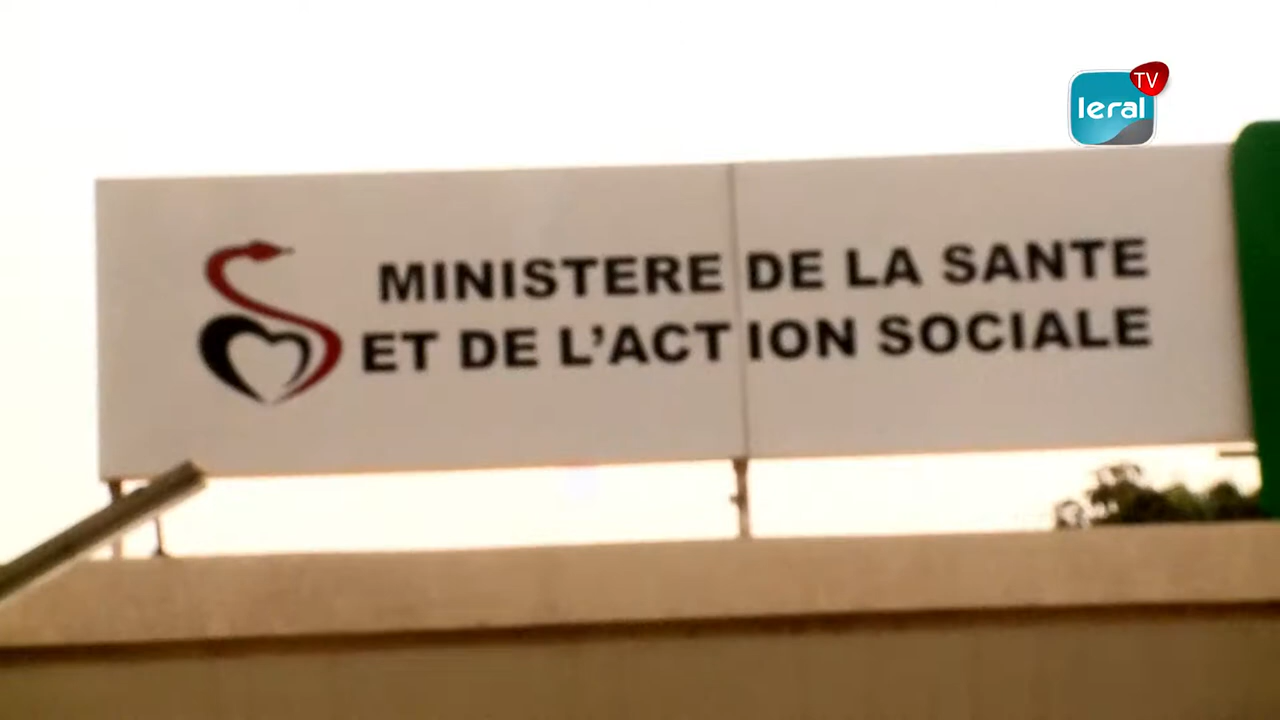 leral TV
MINISTERE DE LA SANTE
ET DE L'ACTION SOCIALE